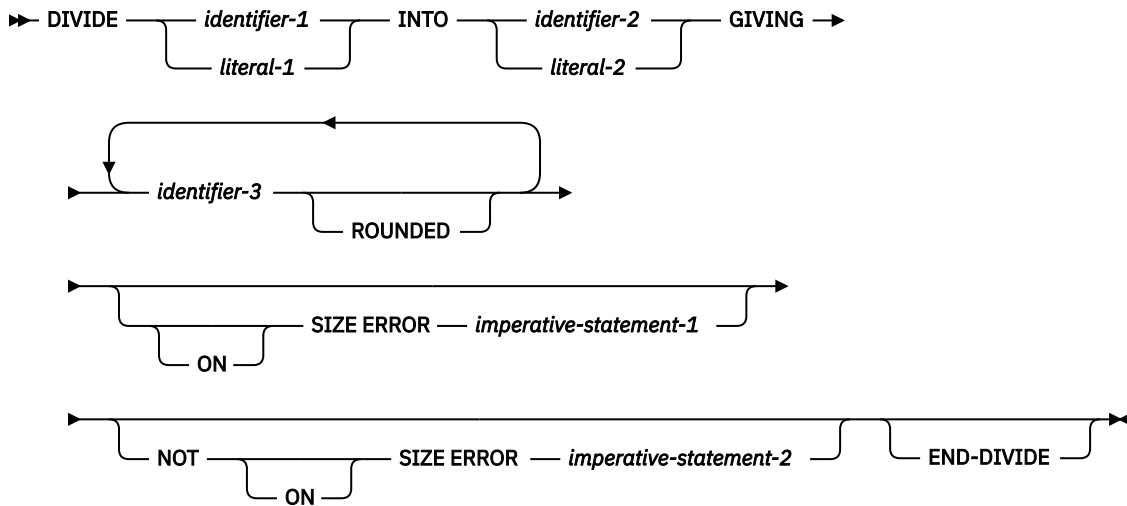 DIVIDE identifier-1 INTO identifier-2 GIVING
literal-1 literal-2
identifier-3
ROUNDED
SIZE ERROR imperative-statement-1
ON
NOT SIZE ERROR imperative-statement-2 END-DIVIDE
ON